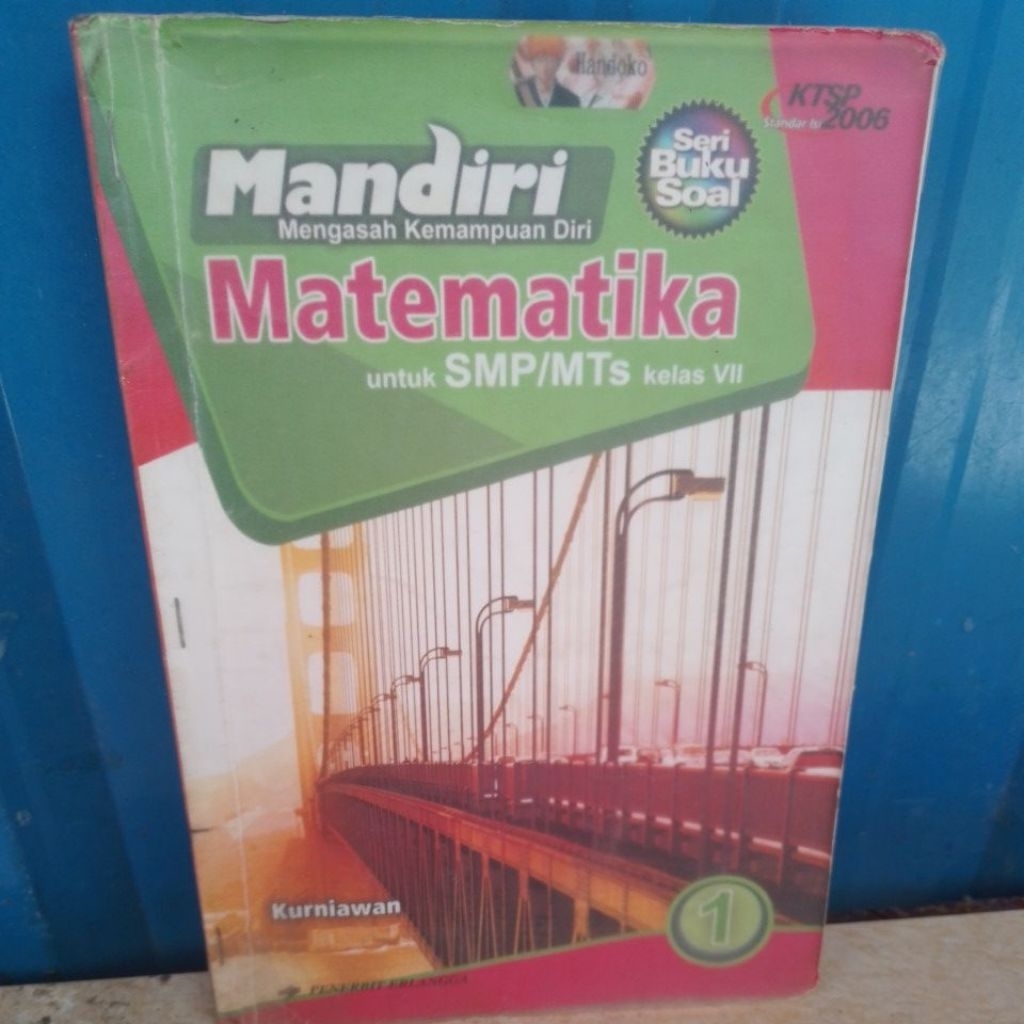 Handoko
KTSP
Standar Isi 2006
Seri
Buku
Soal
Mandiri
Mengasah Kemampuan Diri
Matematika
untuk SMP/MTs kelas VII
Kurniawan
1
PENERBIT ERLANGGA